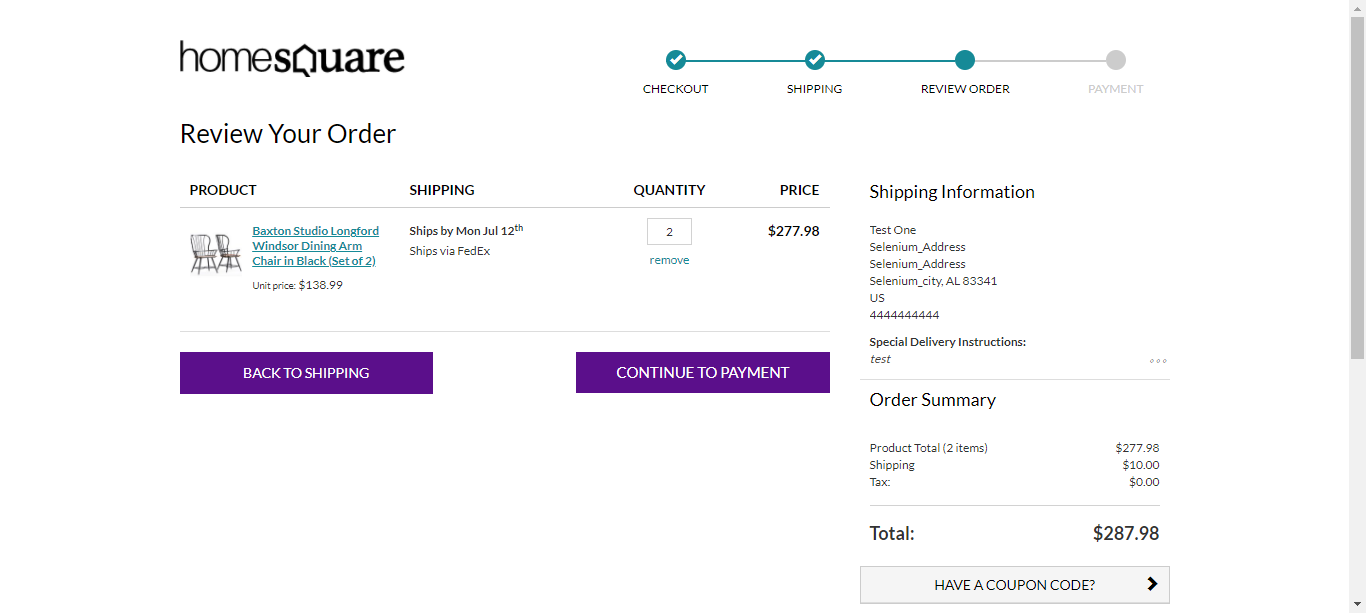 homesquare
CHECKOUT SHIPPING REVIEW ORDER PAYMENT
Review Your Order
PRODUCT SHIPPING QUANTITY PRICE
Baxton Studio Longford
Windsor Dining Arm
Chair in Black (Set of 2)
Unit price: $138.99
Ships by Mon Jul 12th
Ships via FedEx
2
remove
$277.98
BACK TO SHIPPING
CONTINUE TO PAYMENT
Shipping Information
Test One
Selenium_Address
Selenium_Address
Selenium_city, AL 83341
US
4444444444
Special Delivery Instructions:
test
Order Summary
Product Total (2 items) $277.98
Shipping $10.00
Tax: $0.00
Total: $287.98
HAVE A COUPON CODE?